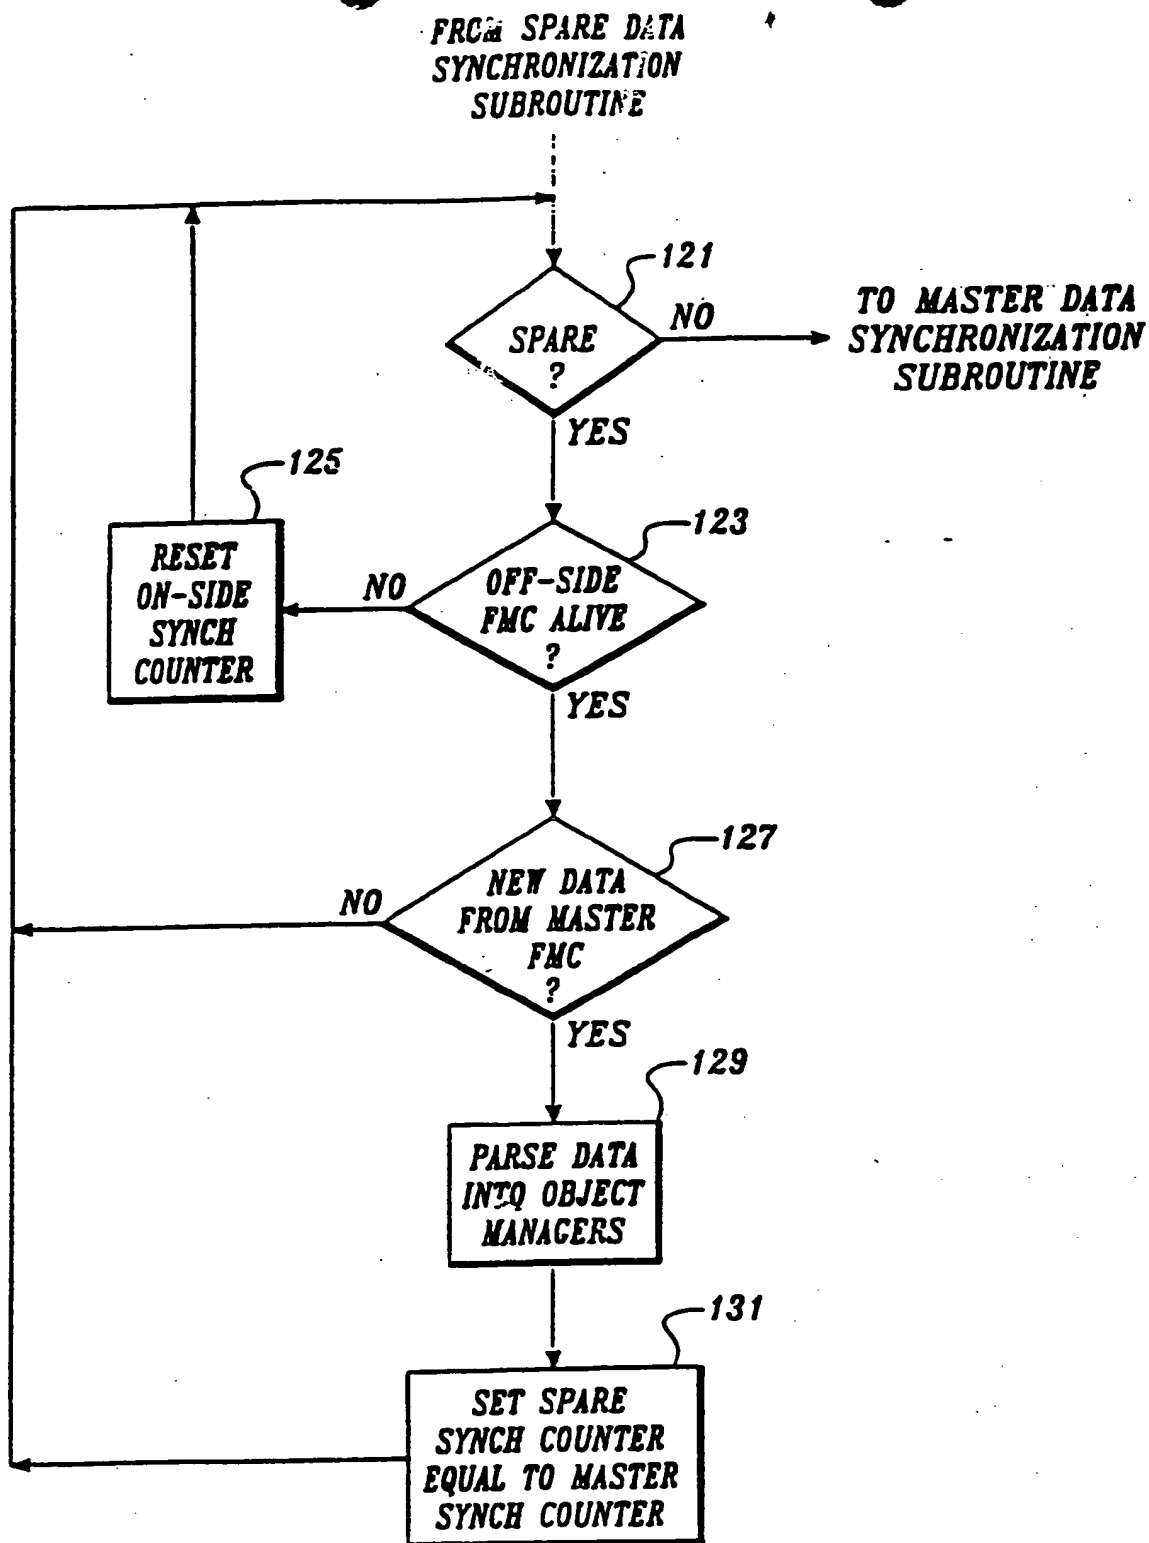 FROM SPARE DATA
SYNCHRONIZATION
SUBROUTINE
121
SPARE
?
NO
TO MASTER DATA
SYNCHRONIZATION
SUBROUTINE
YES
125
RESET
ON-SIDE
SYNCH
COUNTER
NO
123
OFF-SIDE
FMC ALIVE
?
YES
127
NO
NEW DATA
FROM MASTER
FMC
?
YES
129
PARSE DATA
INTO OBJECT
MANAGERS
131
SET SPARE
SYNCH COUNTER
EQUAL TO MASTER
SYNCH COUNTER